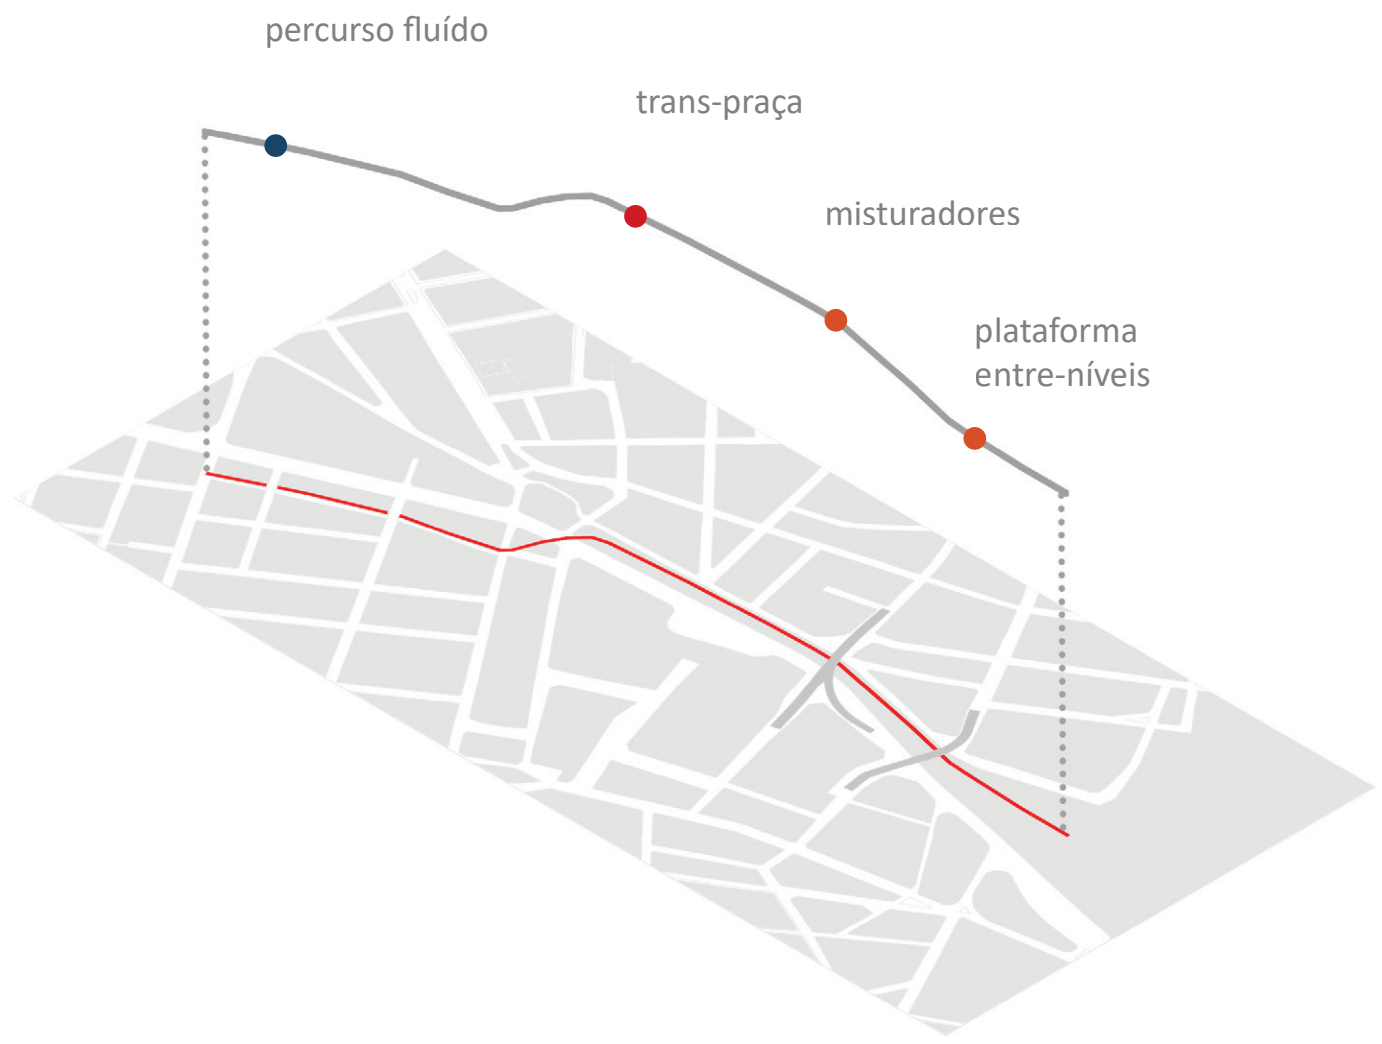 percurso fluído
trans-praça
misturadores
plataforma
entre-níveis